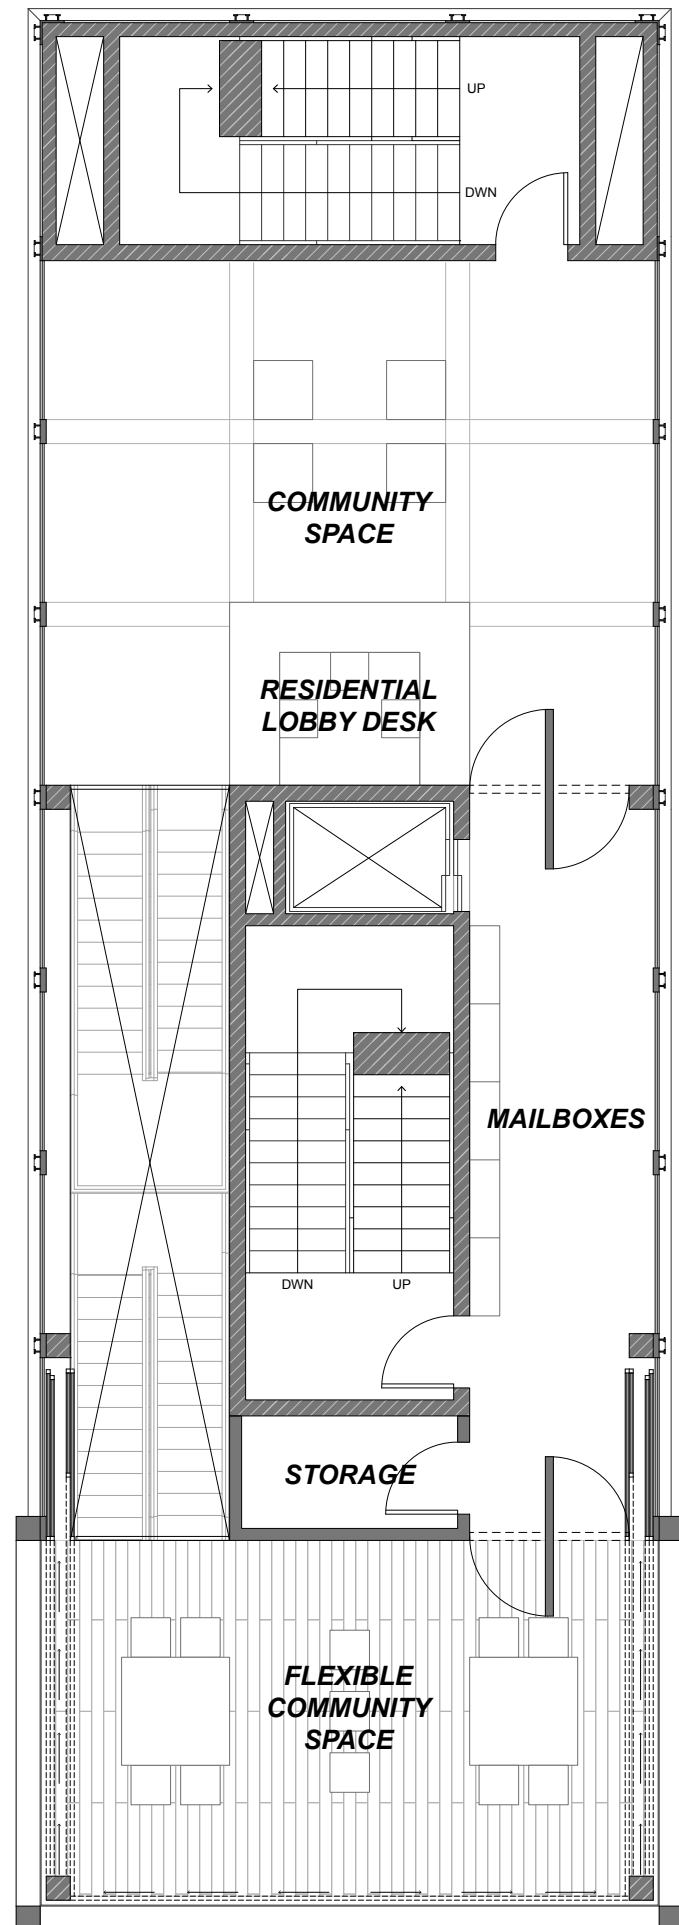 UP
DWN
COMMUNITY
SPACE
RESIDENTIAL
LOBBY DESK
MAILBOXES
DWN
UP
STORAGE
FLEXIBLE
COMMUNITY
SPACE